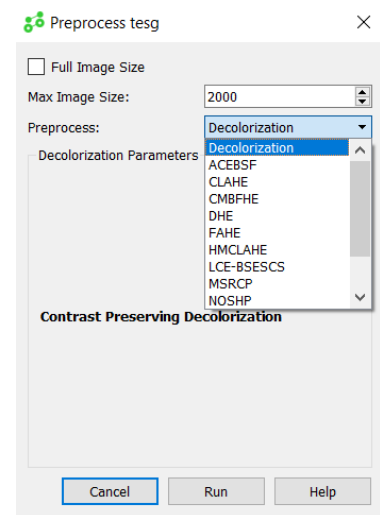 Preprocess tesg
Full Image Size
Max Image Size: 2000
Preprocess: Decolorization
Decolorization Parameters
Decolorization
ACEBSF
CLAHE
CMBFHE
DHE
FAHE
HMCLAHE
LCE-BSESCS
MSRCP
NOSHP
Contrast Preserving Decolorization
Cancel Run Help